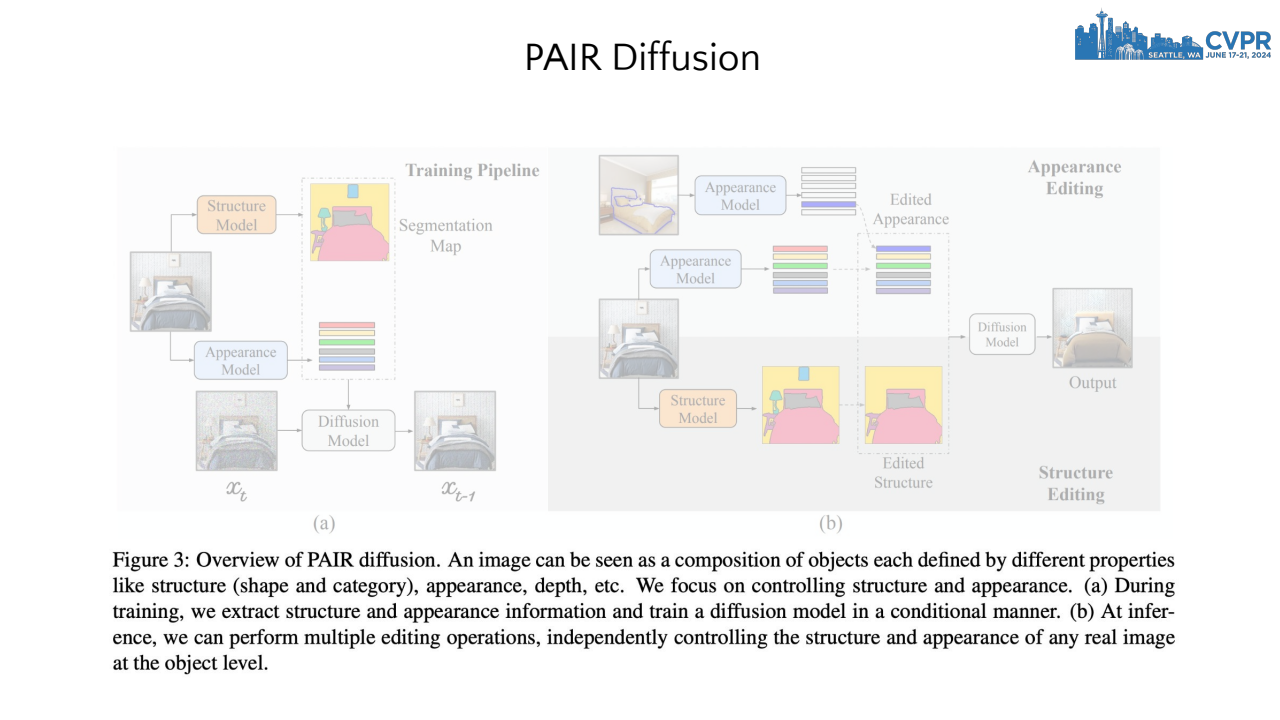 PAIR Diffusion
CVPR
SEATTLE, WA
JUNE 17-21, 2024
Training Pipeline
Structure
Model
Segmentation
Map
Appearance
Model
Diffusion
Model
xt
xt-1
(a)
Appearance
Editing
Appearance
Model
Edited
Appearance
Appearance
Model
Diffusion
Model
Output
Structure
Model
Edited
Structure
Structure
Editing
(b)
Figure 3: Overview of PAIR diffusion. An image can be seen as a composition of objects each defined by different properties
like structure (shape and category), appearance, depth, etc. We focus on controlling structure and appearance. (a) During
training, we extract structure and appearance information and train a diffusion model in a conditional manner. (b) At infer-
ence, we can perform multiple editing operations, independently controlling the structure and appearance of any real image
at the object level.